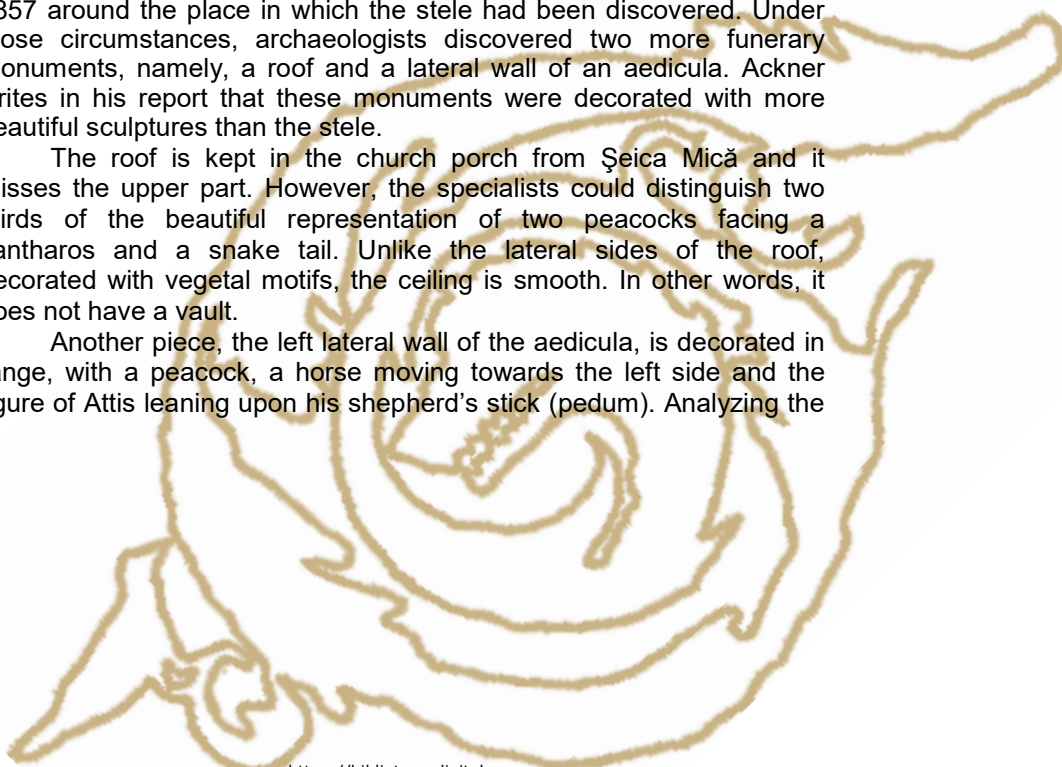 857 around the place in which the stele had been discovered. Under
ose circumstances, archaeologists discovered two more funerary
onuments, namely, a roof and a lateral wall of an aedicula. Ackner
rites in his report that these monuments were decorated with more
eautiful sculptures than the stele.
The roof is kept in the church porch from Şeica Mică and it
isses the upper part. However, the specialists could distinguish two
irds of the beautiful representation of two peacocks facing a
antharos and a snake tail. Unlike the lateral sides of the roof,
ecorated with vegetal motifs, the ceiling is smooth. In other words, it
oes not have a vault.
Another piece, the left lateral wall of the aedicula, is decorated in
ange, with a peacock, a horse moving towards the left side and the
gure of Attis leaning upon his shepherd’s stick (pedum). Analyzing the